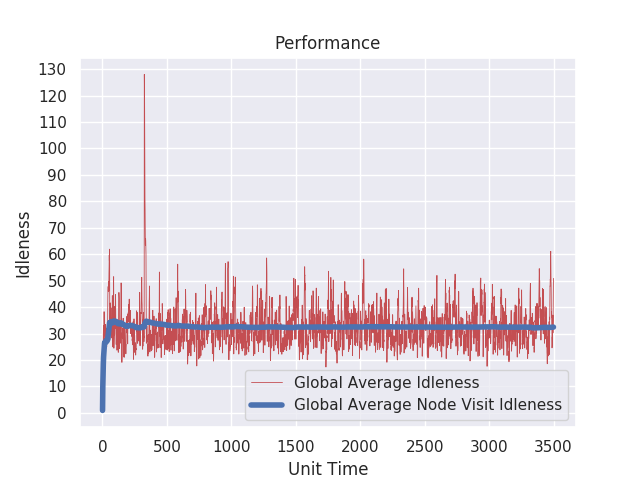 Performance
130
120
110
100
90
80
70
60
50
40
30
20
10
0
Idleness
Global Average Idleness
Global Average Node Visit Idleness
0 500 1000 1500 2000 2500 3000 3500
Unit Time